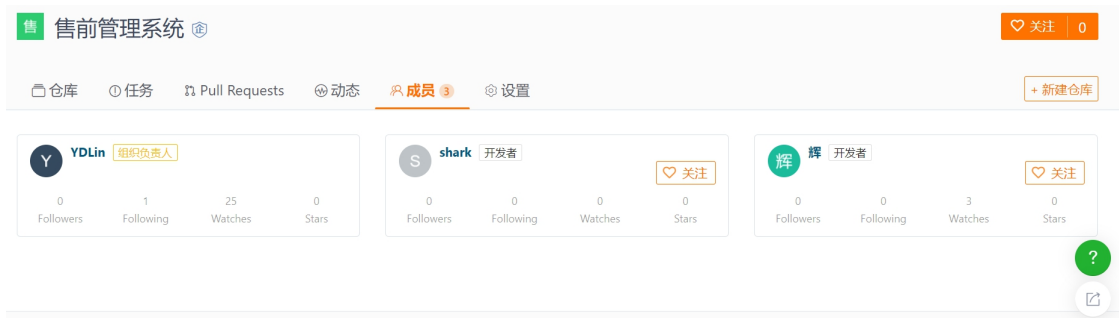 售 售前管理系统 企
关注 0
仓库 任务 Pull Requests 动态 成员 3 设置
+ 新建仓库
Y YDLin 组织负责人
0 1 25 0
Followers Following Watches Stars
S shark 开发者
关注
0 0 0 0
Followers Following Watches Stars
辉 辉 开发者
关注
0 0 3 0
Followers Following Watches Stars
?